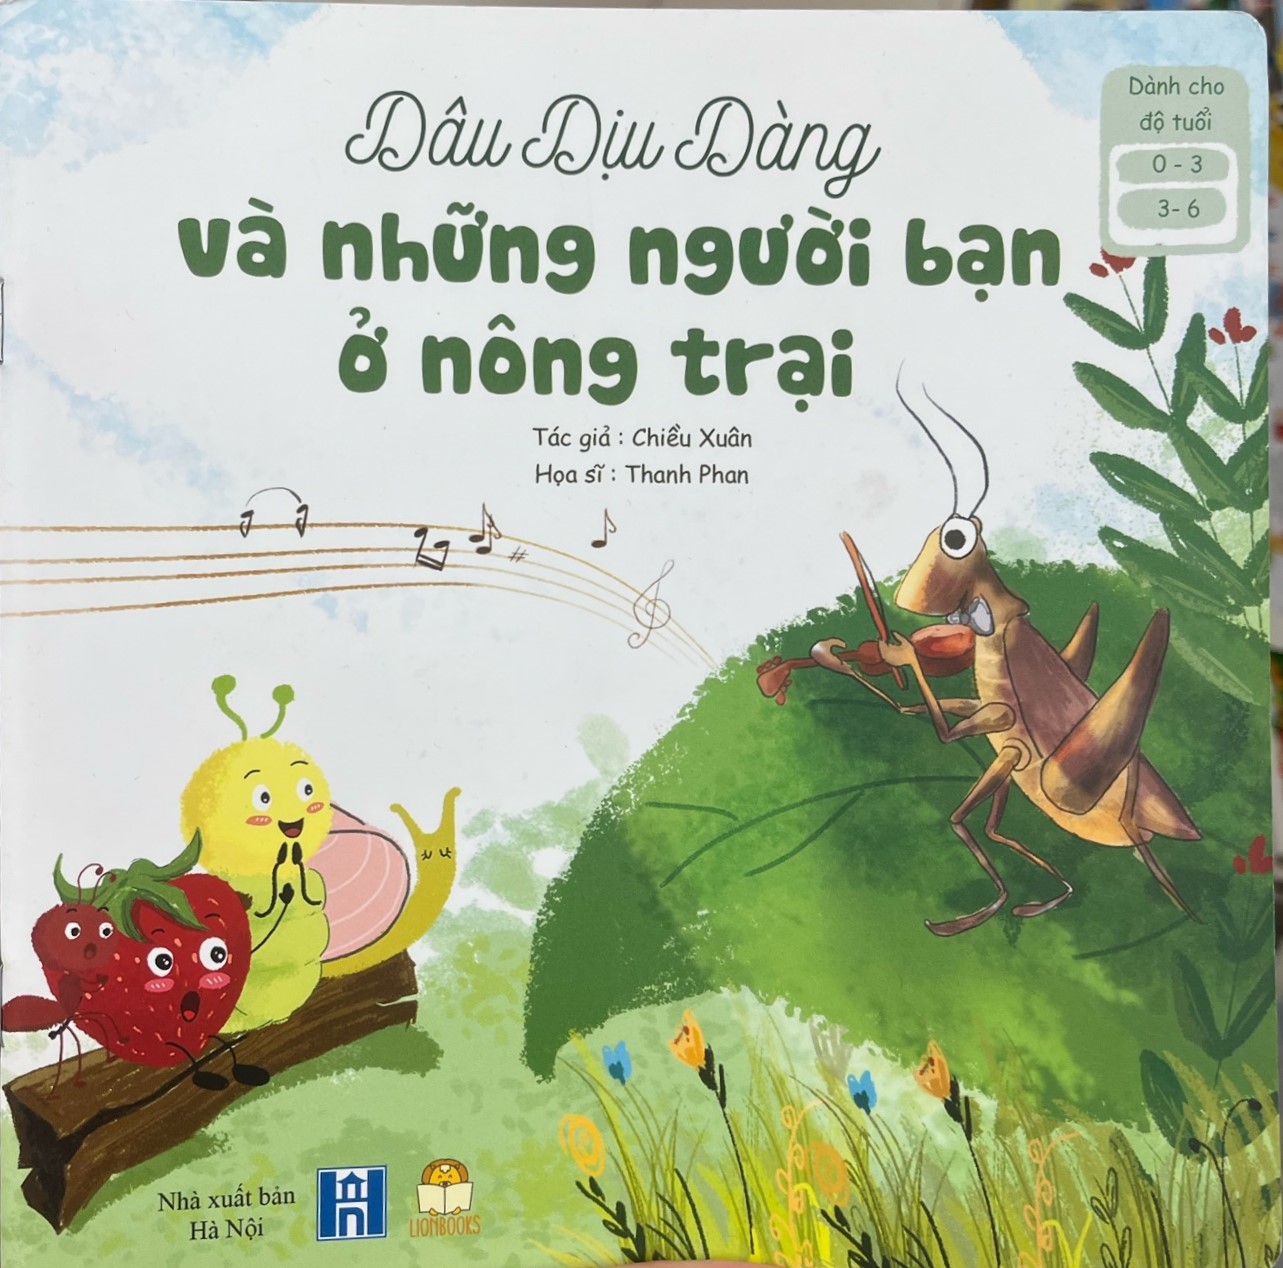 Dâu Dịu Dàng
và những người bạn
ở nông trại
Tác giả : Chiều Xuân
Họa sĩ : Thanh Phan
Dành cho
độ tuổi
0 - 3
3- 6
Nhà xuất bản
Hà Nội
LIONBOOKS